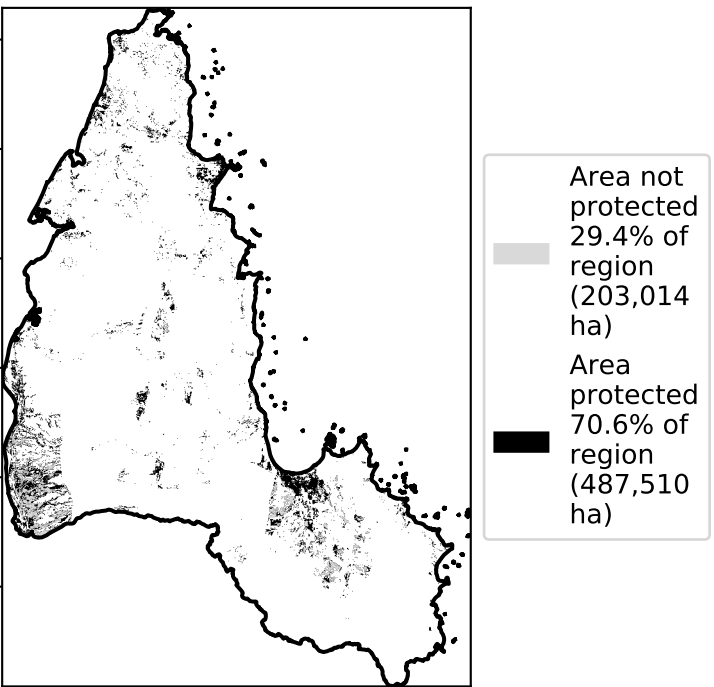 Area not
protected
29.4% of
region
(203,014
ha)
Area
protected
70.6% of
region
(487,510
ha)